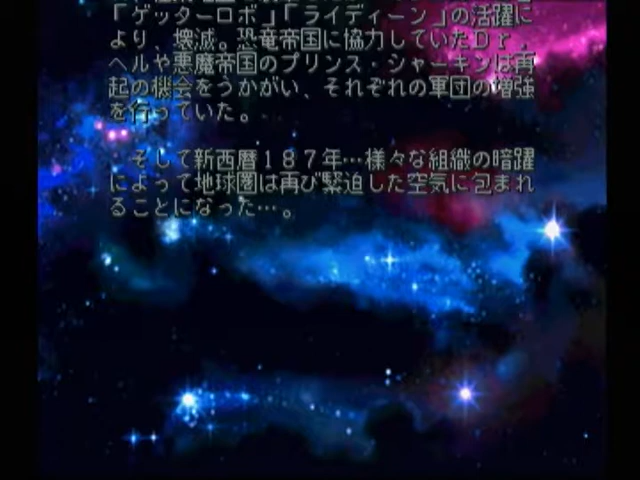 「ゲッターロボ」「ライディーン」の活躍に
より、壊滅。恐竜帝国に協力していたＤｒ．
ヘルや悪魔帝国のプリンス・シャーキンは再
起の機会をうかがい、それぞれの軍団の増強
を行っていた。
そして新西暦１８７年…様々な組織の暗躍
によって地球圏は再び緊迫した空気に包まれ
ることになった…。